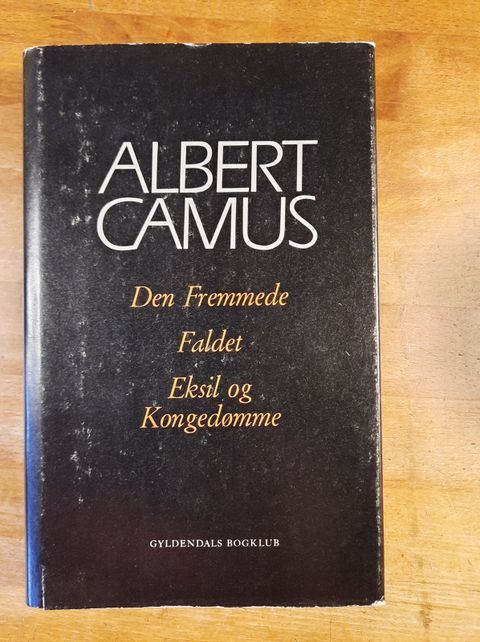 ALBERT
CAMUS
Den Fremmede
Faldet
Eksil og
Kongedømme
GYLDENDALS BOGKLUB